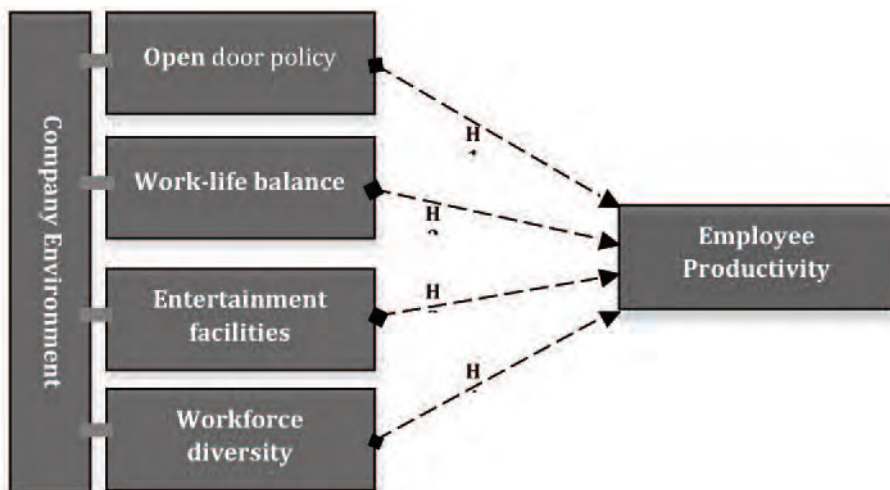 Company Environment
Open door policy
Work-life balance
Entertainment
facilities
Workforce
diversity
H
H
H
H
Employee
Productivity